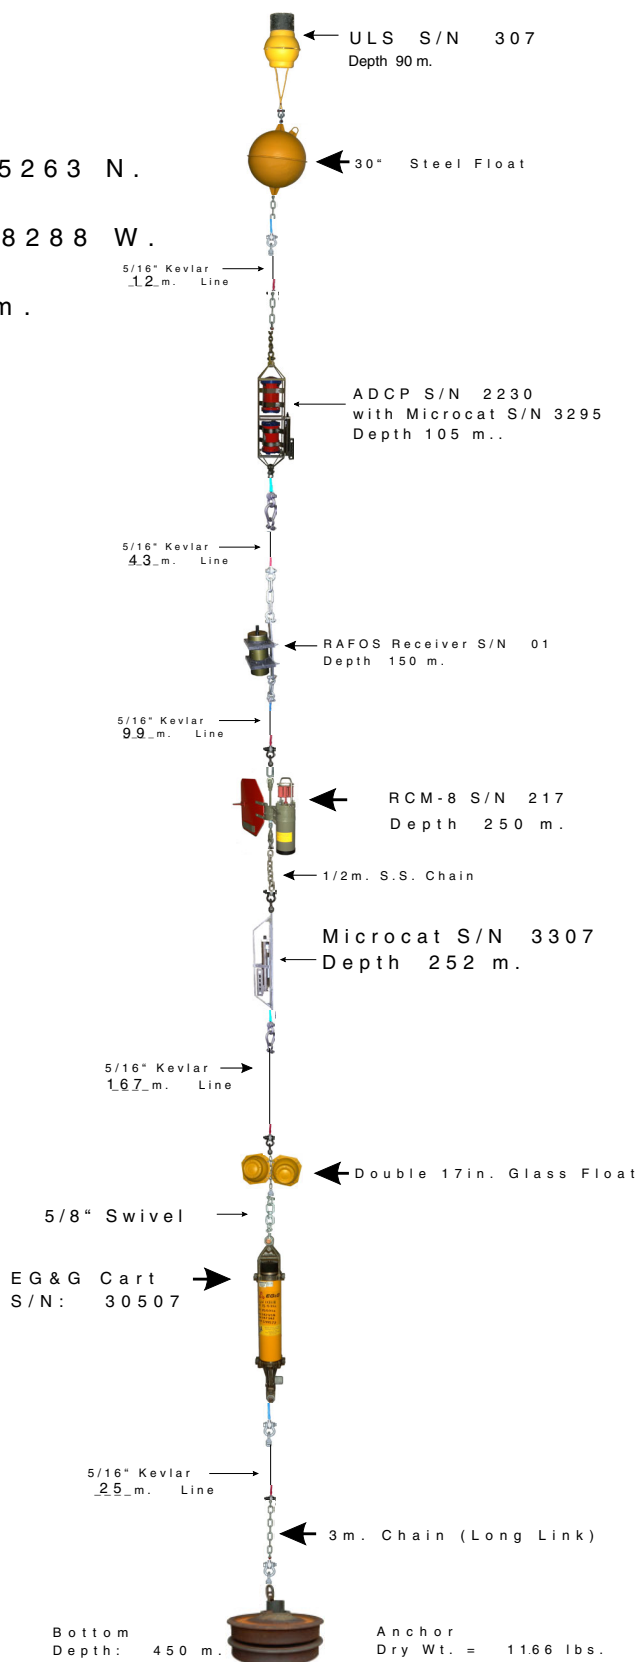 ULS S/N 307
Depth 90 m.
5263 N.
30“ Steel Float
8288 W.
5/16“ Kevlar
12 m. Line
m.
ADCP S/N 2230
with Microcat S/N 3295
Depth 105 m..
5/16“ Kevlar
43 m. Line
RAFOS Receiver S/N 01
Depth 150 m.
5/16“ Kevlar
99 m. Line
RCM-8 S/N 217
Depth 250 m.
1/2m. S.S. Chain
Microcat S/N 3307
Depth 252 m.
5/16“ Kevlar
167 m. Line
Double 17in. Glass Float
5/8“ Swivel
EG&G Cart
S/N: 30507
5/16“ Kevlar
25 m. Line
3m. Chain (Long Link)
Bottom
Depth: 450 m.
Anchor
Dry Wt. = 1166 lbs.